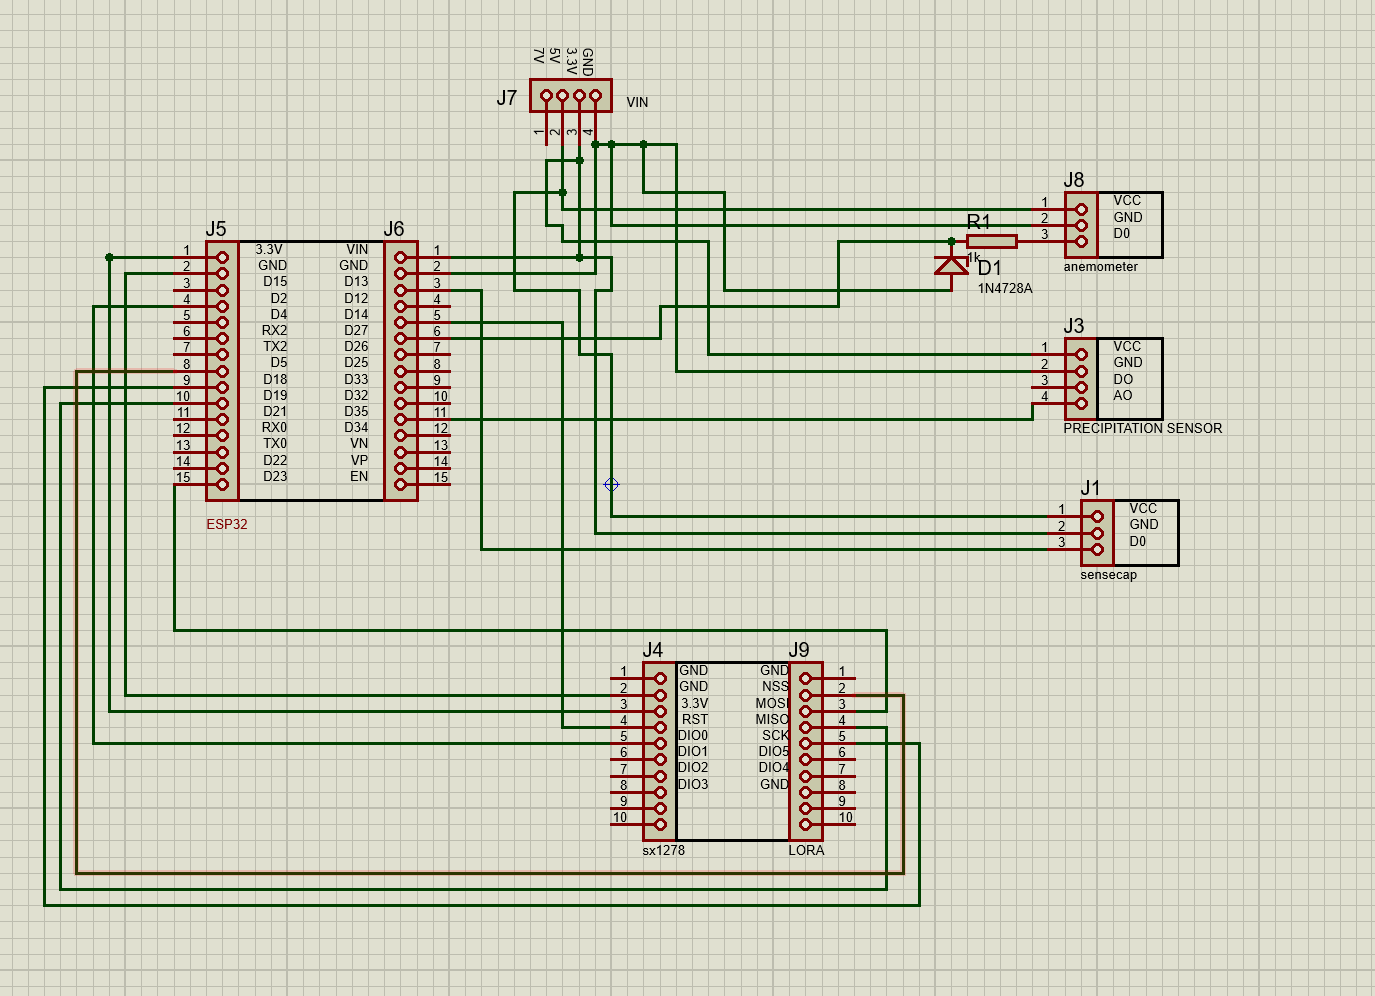 7V 5V 3.3V GND
J7
VIN
1 2 3 4
J8
1 VCC
2 GND
3 D0
anemometer
R1
1k
D1
1N4728A
J5 J6
1 3.3V VIN 1
2 GND GND 2
3 D15 D13 3
4 D2 D12 4
5 D4 D14 5
6 RX2 D27 6
7 TX2 D26 7
8 D5 D25 8
9 D18 D33 9
10 D19 D32 10
11 D21 D35 11
12 RX0 D34 12
13 TX0 VN 13
14 D22 VP 14
15 D23 EN 15
ESP32
J3
1 VCC
2 GND
3 DO
4 AO
PRECIPITATION SENSOR
J1
1 VCC
2 GND
3 D0
sensecap
J4 J9
1 GND GND 1
2 GND NSS 2
3 3.3V MOSI 3
4 RST MISO 4
5 DIO0 SCK 5
6 DIO1 DIO5 6
7 DIO2 DIO4 7
8 DIO3 GND 8
9 9
10 10
sx1278 LORA